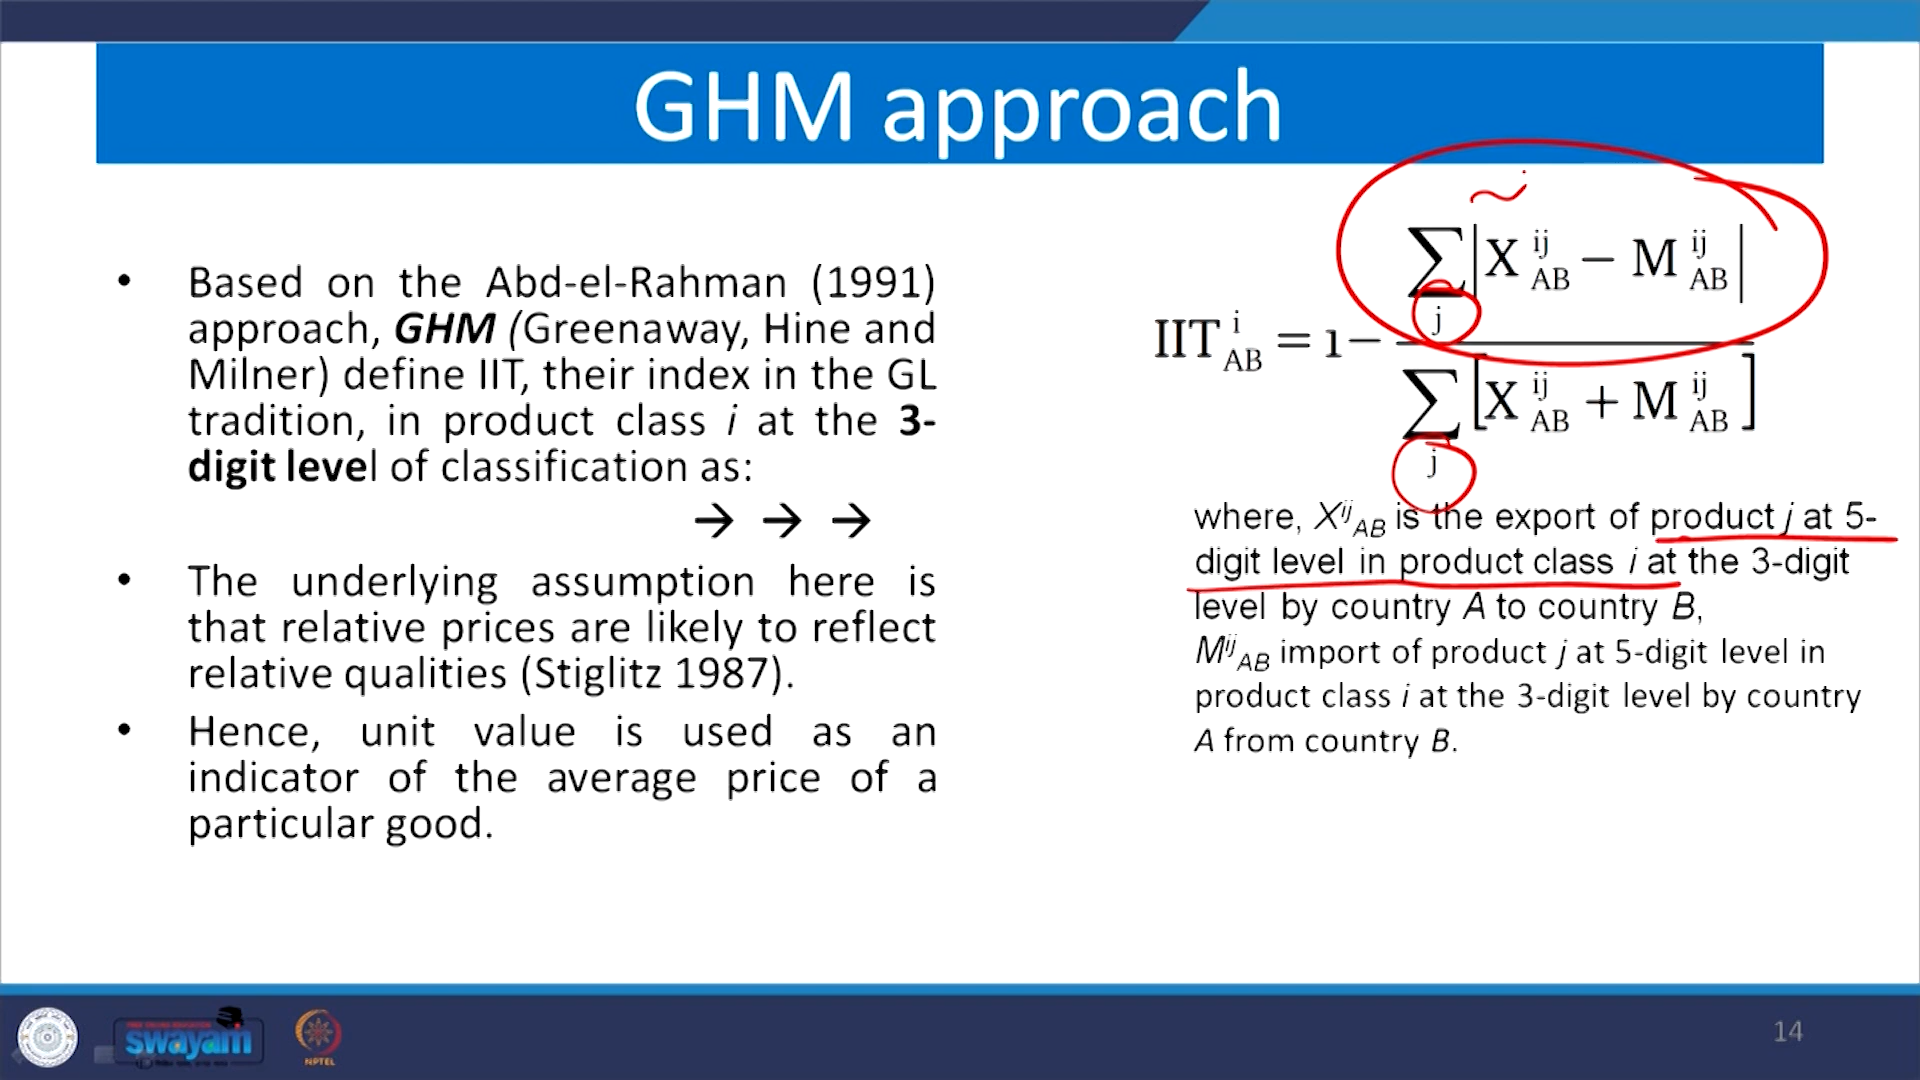 GHM approach
• Based on the Abd-el-Rahman (1991)
approach, GHM (Greenaway, Hine and
Milner) define IIT, their index in the GL
tradition, in product class i at the 3-
digit level of classification as:
→ → →
• The underlying assumption here is
that relative prices are likely to reflect
relative qualities (Stiglitz 1987).
• Hence, unit value is used as an
indicator of the average price of a
particular good.
IIT^i_AB = 1 − ∑_j |X^ij_AB − M^ij_AB| / ∑_j [X^ij_AB + M^ij_AB]
where, X^ij_AB is the export of product j at 5-
digit level in product class i at the 3-digit
level by country A to country B,
M^ij_AB import of product j at 5-digit level in
product class i at the 3-digit level by country
A from country B.
swayam
NPTEL
14